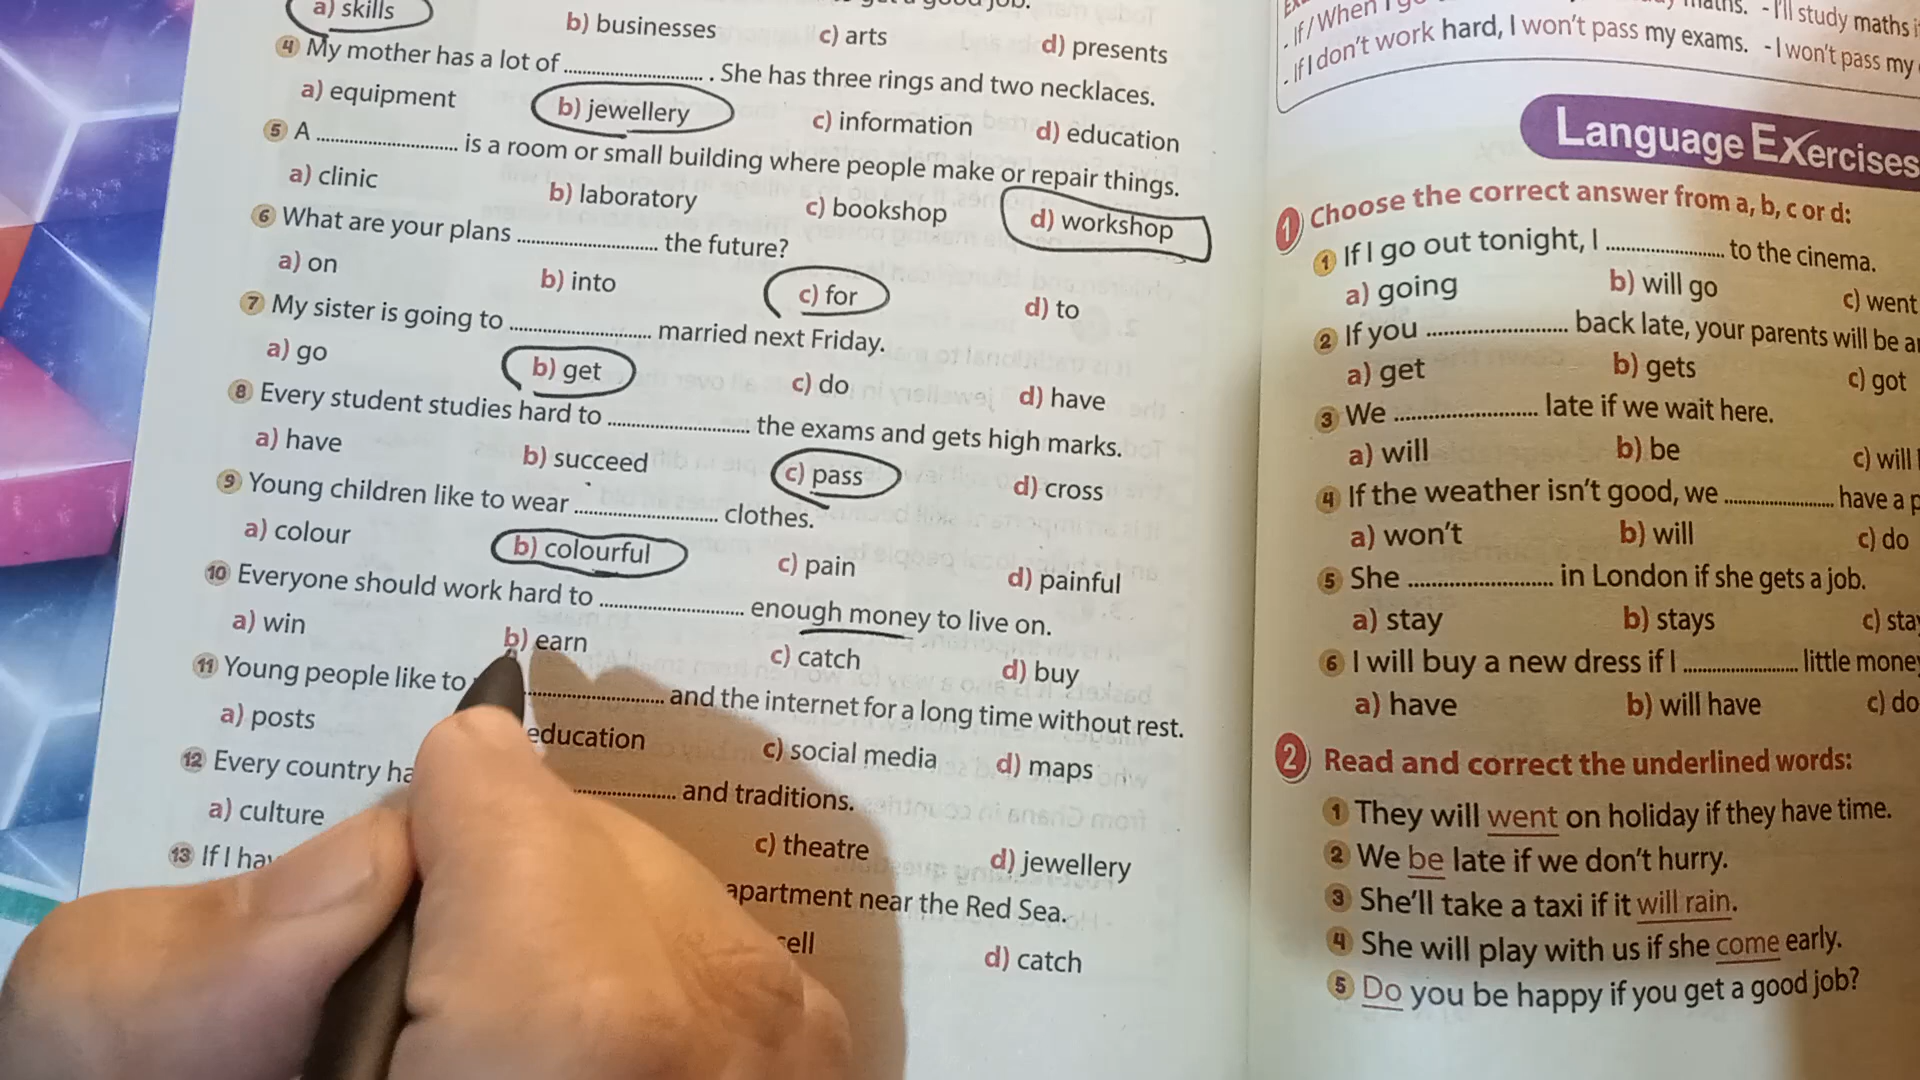 a) skills b) businesses c) arts d) presents
4 My mother has a lot of .................... . She has three rings and two necklaces.
a) equipment b) jewellery c) information d) education
5 A .................... is a room or small building where people make or repair things.
a) clinic b) laboratory c) bookshop d) workshop
6 What are your plans .................... the future?
a) on b) into c) for d) to
7 My sister is going to .................... married next Friday.
a) go b) get c) do d) have
8 Every student studies hard to .................... the exams and gets high marks.
a) have b) succeed c) pass d) cross
9 Young children like to wear .................... clothes.
a) colour b) colourful c) pain d) painful
10 Everyone should work hard to .................... enough money to live on.
a) win b) earn c) catch d) buy
11 Young people like to .................... and the internet for a long time without rest.
a) posts education c) social media d) maps
12 Every country .................... and traditions.
a) culture c) theatre d) jewellery
13 If I apartment near the Red Sea.
d) catch
- If / When I
- If I don't work hard, I won't pass my exams. - I won't pass my
- I'll study maths
Language Exercises
1 Choose the correct answer from a, b, c or d:
1 If I go out tonight, I .................... to the cinema.
a) going b) will go c) went
2 If you .................... back late, your parents will be
a) get b) gets c) got
3 We .................... late if we wait here.
a) will b) be c) will
4 If the weather isn't good, we .................... have a
a) won't b) will c) do
5 She .................... in London if she gets a job.
a) stay b) stays c)
6 I will buy a new dress if I .................... little money
a) have b) will have c) do
2 Read and correct the underlined words:
1 They will went on holiday if they have time.
2 We be late if we don't hurry.
3 She'll take a taxi if it will rain.
4 She will play with us if she come early.
5 Do you be happy if you get a good job?